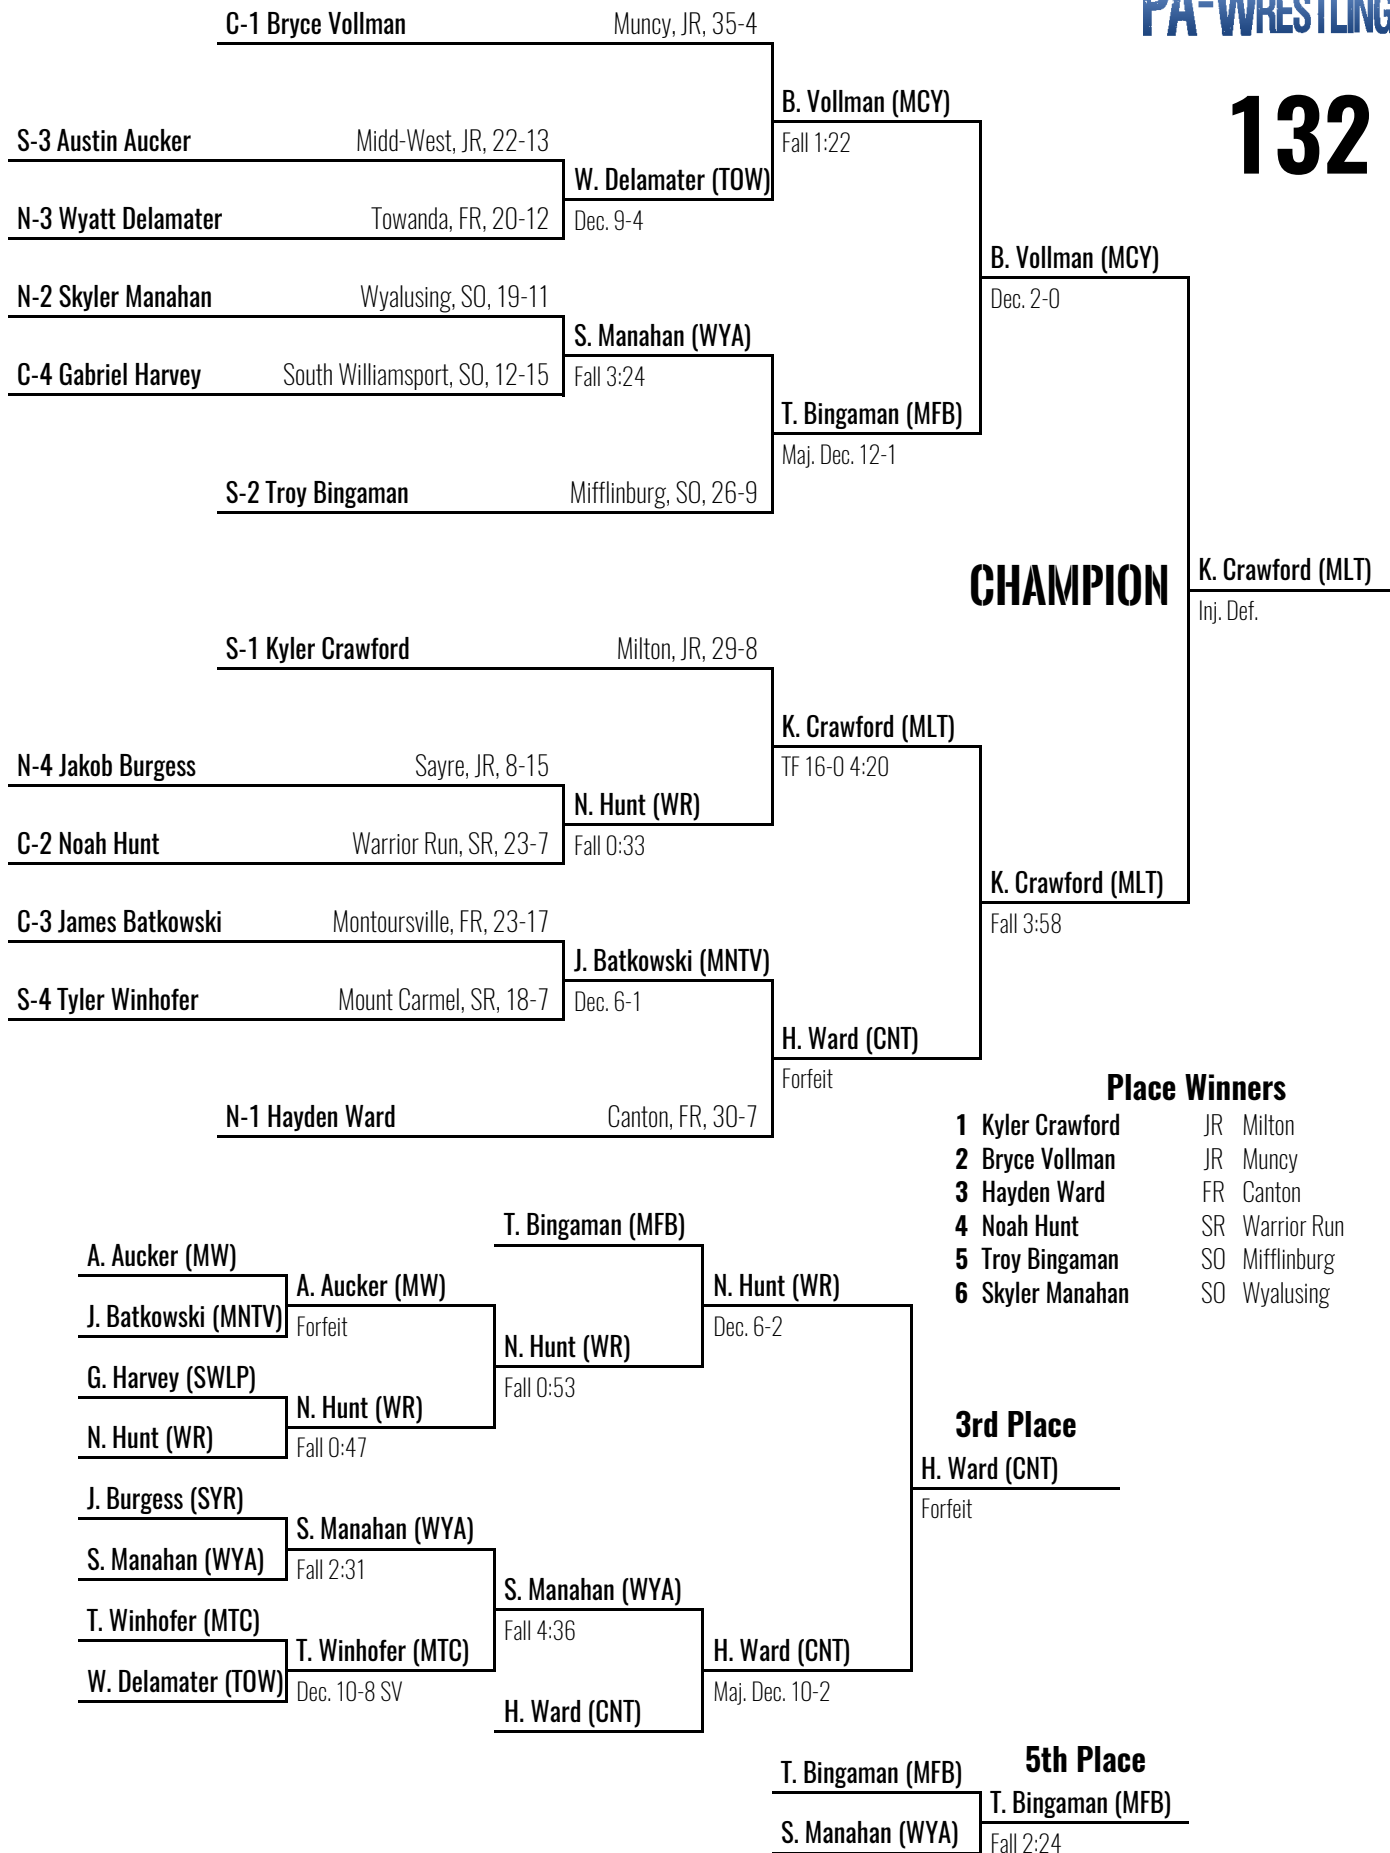 PA-WRESTLING
132
C-1 Bryce Vollman Muncy, JR, 35-4
B. Vollman (MCY)
Fall 1:22
S-3 Austin Aucker Midd-West, JR, 22-13
W. Delamater (TOW)
Dec. 9-4
N-3 Wyatt Delamater Towanda, FR, 20-12
B. Vollman (MCY)
Dec. 2-0
N-2 Skyler Manahan Wyalusing, SO, 19-11
S. Manahan (WYA)
Fall 3:24
C-4 Gabriel Harvey South Williamsport, SO, 12-15
T. Bingaman (MFB)
Maj. Dec. 12-1
S-2 Troy Bingaman Mifflinburg, SO, 26-9
CHAMPION
K. Crawford (MLT)
Inj. Def.
S-1 Kyler Crawford Milton, JR, 29-8
K. Crawford (MLT)
TF 16-0 4:20
N-4 Jakob Burgess Sayre, JR, 8-15
N. Hunt (WR)
Fall 0:33
C-2 Noah Hunt Warrior Run, SR, 23-7
K. Crawford (MLT)
Fall 3:58
C-3 James Batkowski Montoursville, FR, 23-17
J. Batkowski (MNTV)
Dec. 6-1
S-4 Tyler Winhofer Mount Carmel, SR, 18-7
H. Ward (CNT)
Forfeit
N-1 Hayden Ward Canton, FR, 30-7
Place Winners
1 Kyler Crawford JR Milton
2 Bryce Vollman JR Muncy
3 Hayden Ward FR Canton
4 Noah Hunt SR Warrior Run
5 Troy Bingaman SO Mifflinburg
6 Skyler Manahan SO Wyalusing
T. Bingaman (MFB)
A. Aucker (MW)
A. Aucker (MW)
Forfeit
J. Batkowski (MNTV)
N. Hunt (WR)
Dec. 6-2
N. Hunt (WR)
Fall 0:53
G. Harvey (SWLP)
N. Hunt (WR)
Fall 0:47
N. Hunt (WR)
3rd Place
H. Ward (CNT)
Forfeit
J. Burgess (SYR)
S. Manahan (WYA)
Fall 2:31
S. Manahan (WYA)
S. Manahan (WYA)
Fall 4:36
T. Winhofer (MTC)
T. Winhofer (MTC)
Dec. 10-8 SV
W. Delamater (TOW)
H. Ward (CNT)
Maj. Dec. 10-2
H. Ward (CNT)
5th Place
T. Bingaman (MFB)
T. Bingaman (MFB)
Fall 2:24
S. Manahan (WYA)